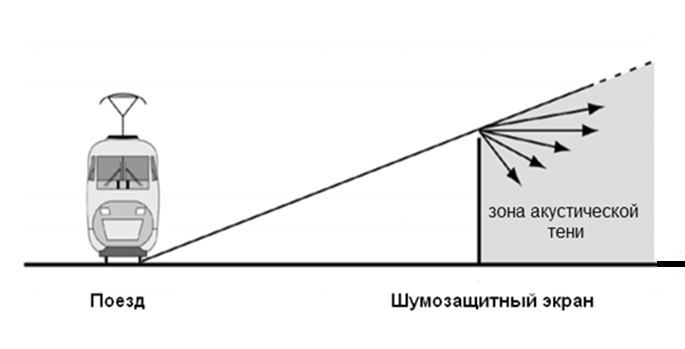 зона акустической
тени
Поезд
Шумозащитный экран